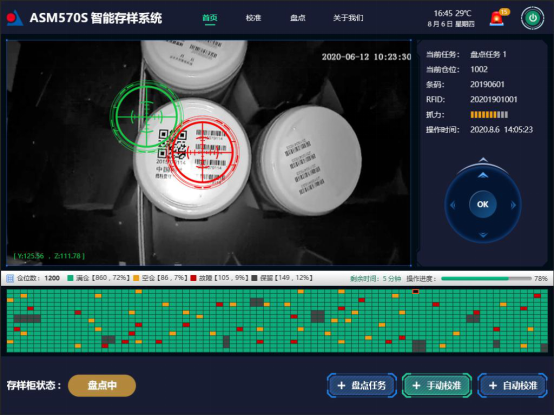 ASM570S 智能存样系统
首页 校准 盘点 关于我们
16:45 29℃
8月6日 星期四
15
2020-06-12 10:23:30
[ Y:125.56 , Z:111.78 ]
当前任务: 盘点任务 1
当前仓位: 1002
条码: 20190601
RFID: 20201901001
抓力:
操作时间: 2020.8.6 14:05:23
OK
仓位数: 1200 满仓【860 , 72%】 空仓【86 , 7%】 故障【105 , 9%】 保留【149 , 12%】 剩余时间: 5 分钟 操作进度: 78%
存样柜状态: 盘点中
+ 盘点任务 + 手动校准 + 自动校准